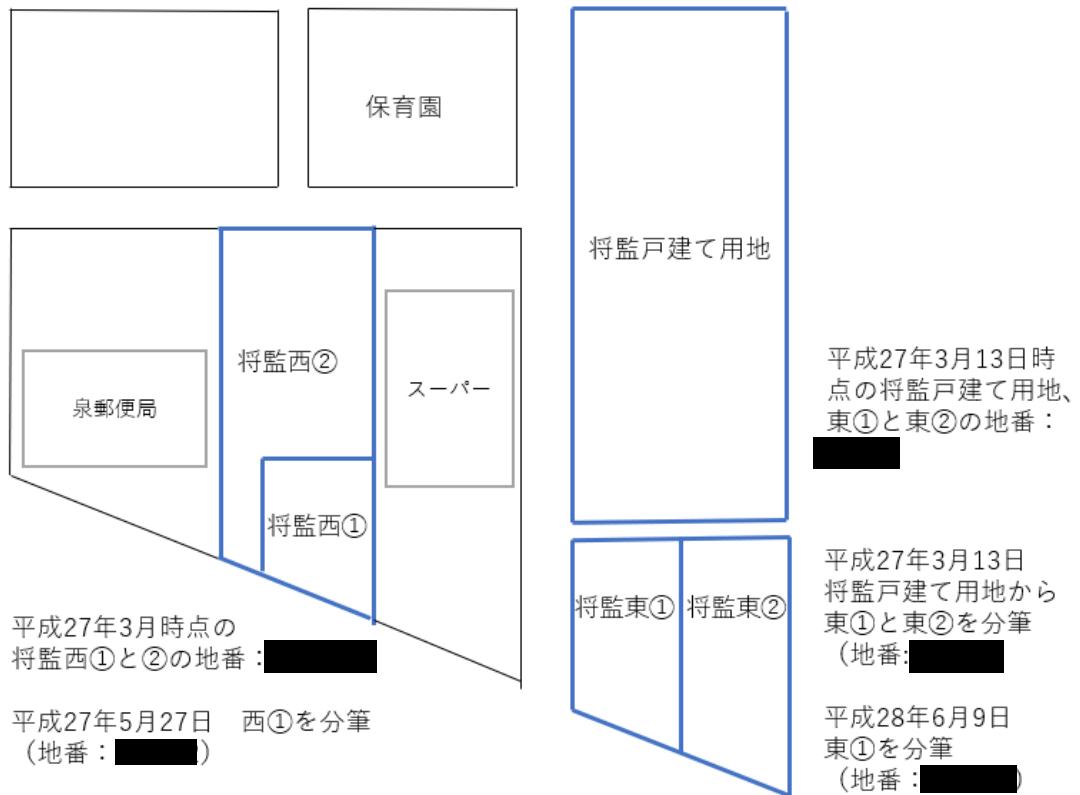 保育園
将監戸建て用地
将監西②
泉郵便局
スーパー
将監西①
平成27年3月13日時
点の将監戸建て用地、
東①と東②の地番：
将監東①
将監東②
平成27年3月13日
将監戸建て用地から
東①と東②を分筆
（地番:
平成27年3月時点の
将監西①と②の地番：
平成27年5月27日　西①を分筆
（地番：）
平成28年6月9日
東①を分筆
（地番：）